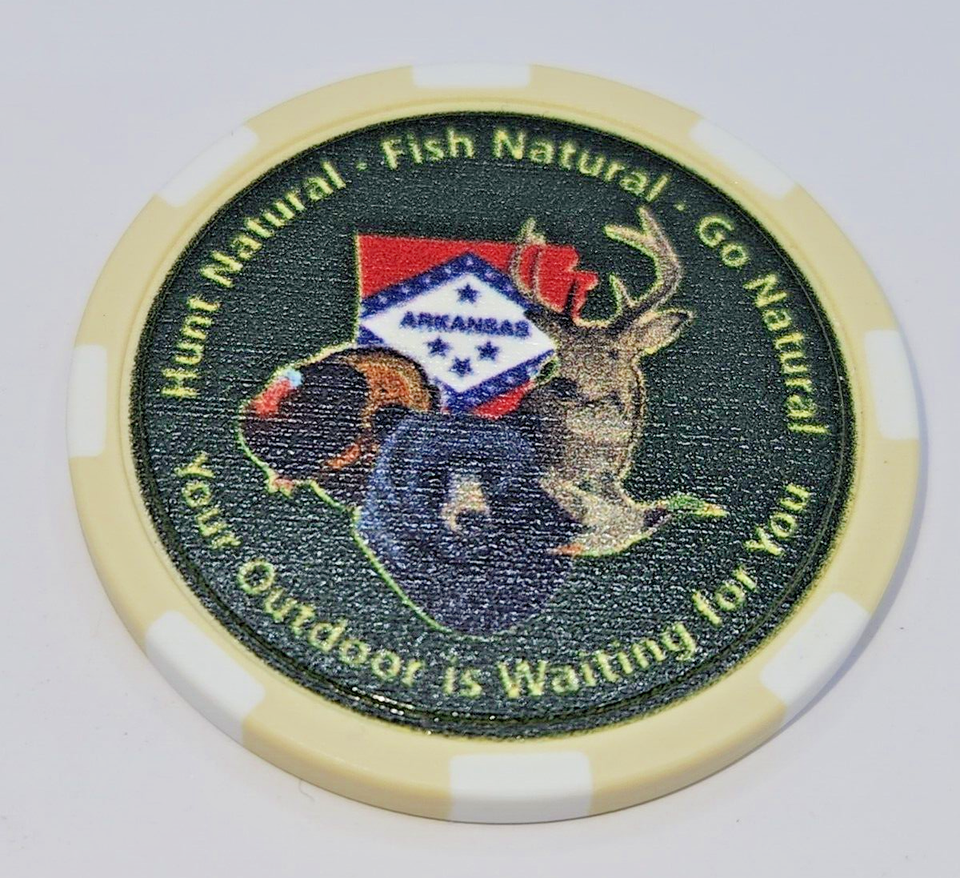 Hunt Natural · Fish Natural · Go Natural
ARKANSAS
Your Outdoor is Waiting for You